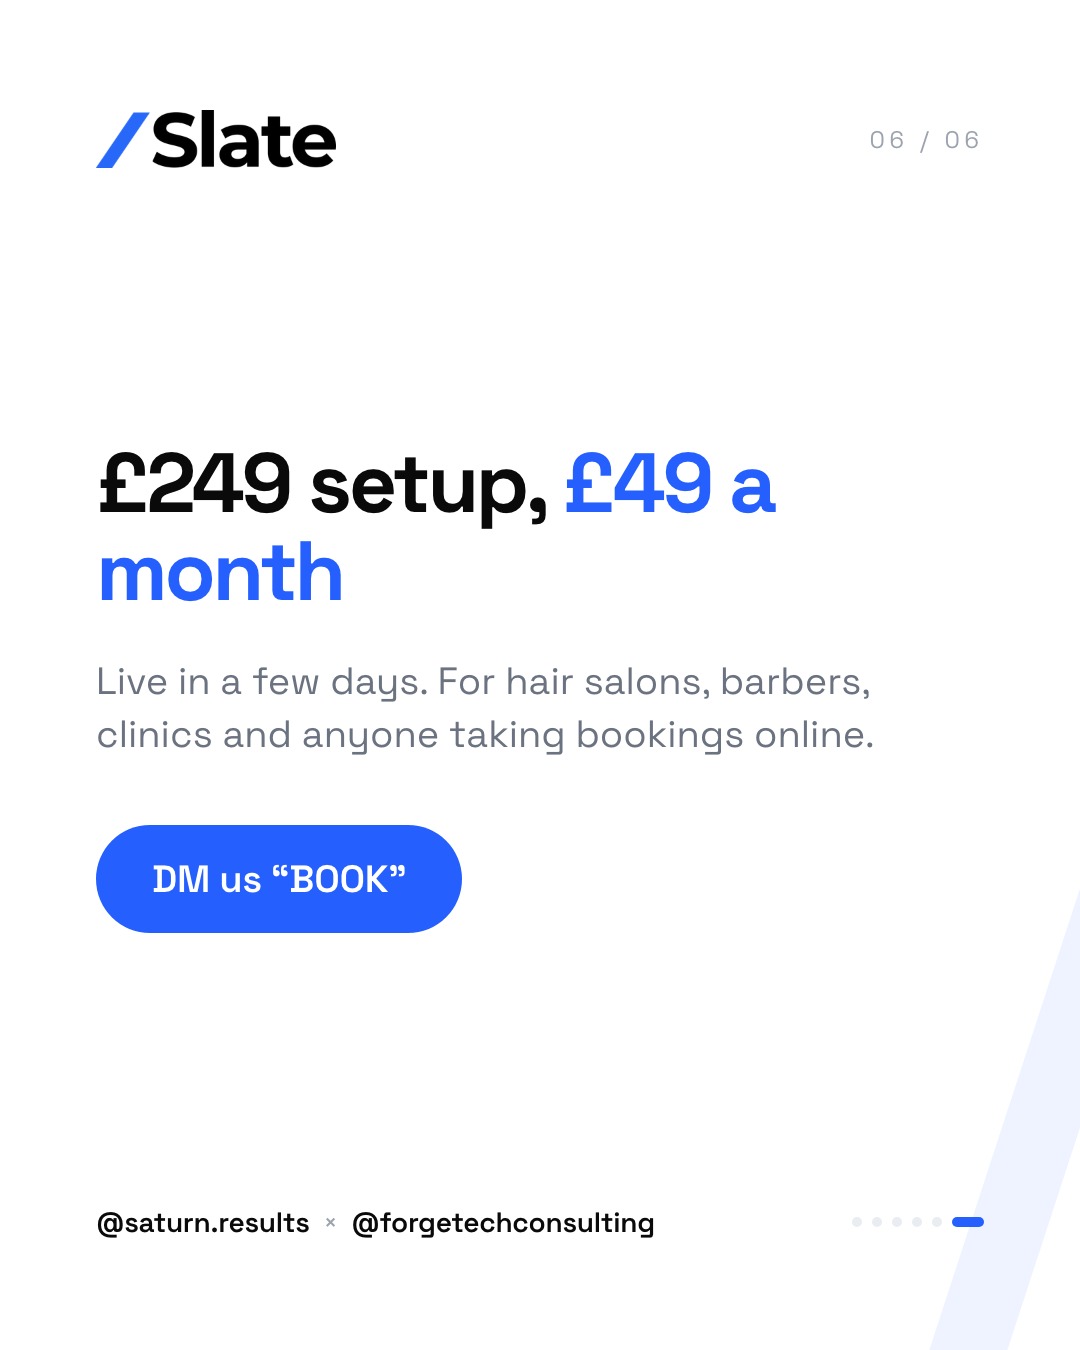 Slate
06 / 06
£249 setup, £49 a
month
Live in a few days. For hair salons, barbers,
clinics and anyone taking bookings online.
DM us “BOOK”
@saturn.results × @forgetechconsulting